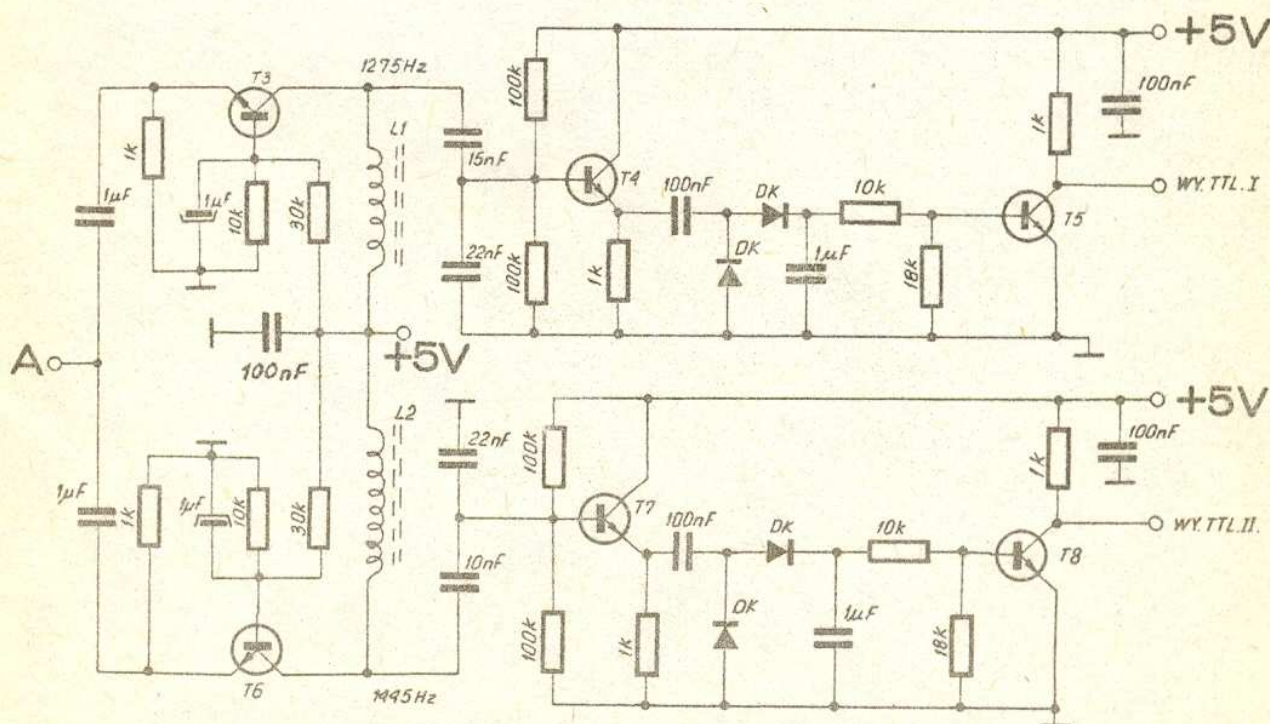 +5V
1275Hz
T3
100k
100nF
1k
L1
15nF
1k
T4
100nF
DK
10k
WY.TTL.I
T5
1µF
1µF
10k
30k
22nF
100k
1k
DK
1µF
18k
A
100nF
+5V
+5V
L2
22nF
100k
1k
100nF
1µF
1k
1µF
10k
30k
T7
100nF
DK
10k
WY.TTL.II.
T8
10nF
100k
1k
DK
1µF
18k
T6
1445Hz